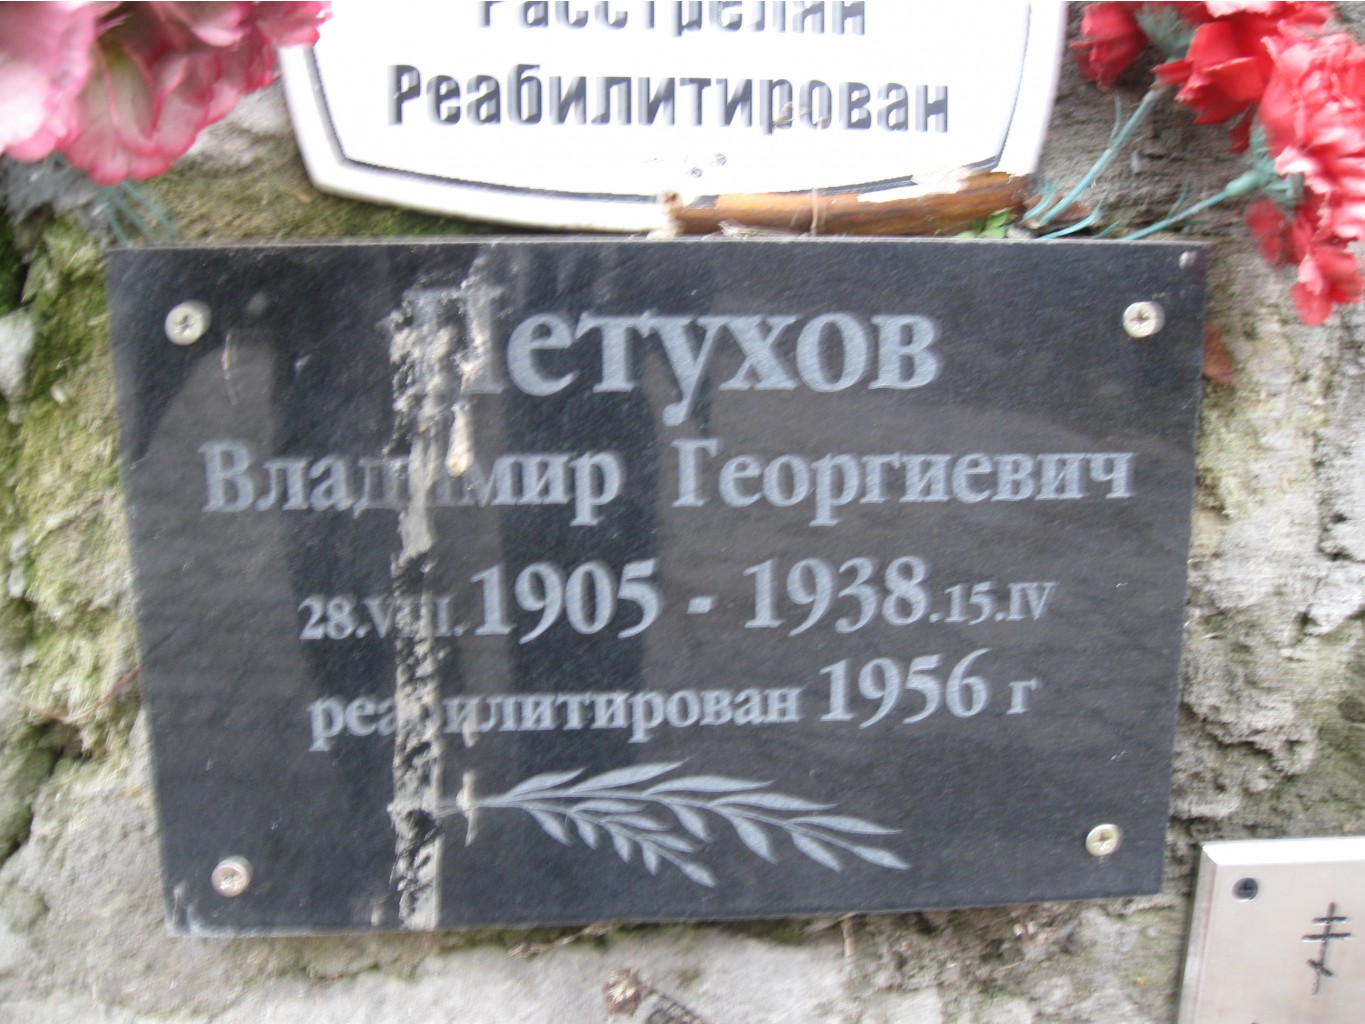 Расстрелян
Реабилитирован
Петухов
Владимир Георгиевич
28.VIII.1905 - 1938.15.IV
реабилитирован 1956 г